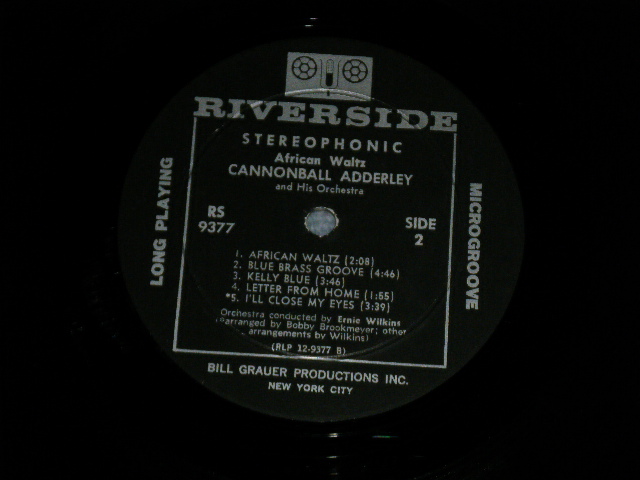 RIVERSIDE
STEREOPHONIC
African Waltz
CANNONBALL ADDERLEY
and His Orchestra
RS
9377
SIDE
2
LONG PLAYING
MICROGROOVE
1. AFRICAN WALTZ (2:08)
2. BLUE BRASS GROOVE (4:46)
3. KELLY BLUE (3:46)
4. LETTER FROM HOME (1:55)
*5. I'LL CLOSE MY EYES (3:39)
Orchestra conducted by Ernie Wilkins
(*arranged by Bobby Brookmeyer; other
arrangements by Wilkins)
(RLP 12-9377 B)
BILL GRAUER PRODUCTIONS INC.
NEW YORK CITY